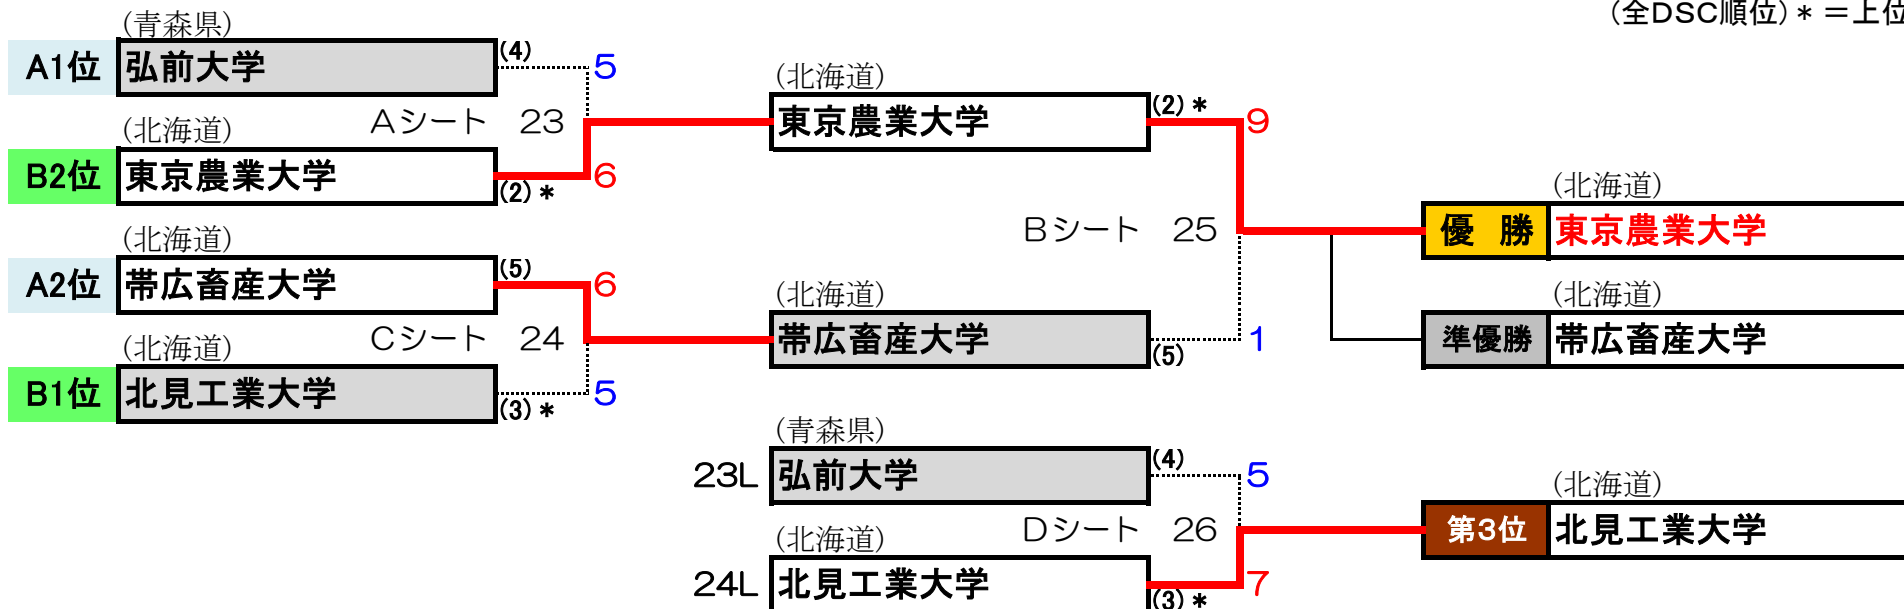 (全DSC順位)*=上位
(青森県)
A1位 弘前大学 (4) 5
Aシート 23
(北海道)
B2位 東京農業大学 (2)* 6
(北海道)
A2位 帯広畜産大学 (5) 6
Cシート 24
(北海道)
B1位 北見工業大学 (3)* 5
(北海道)
東京農業大学 (2)* 9
Bシート 25
(北海道)
帯広畜産大学 (5) 1
(青森県)
23L 弘前大学 (4) 5
Dシート 26
(北海道)
24L 北見工業大学 (3)* 7
(北海道)
優勝 東京農業大学
(北海道)
準優勝 帯広畜産大学
(北海道)
第3位 北見工業大学